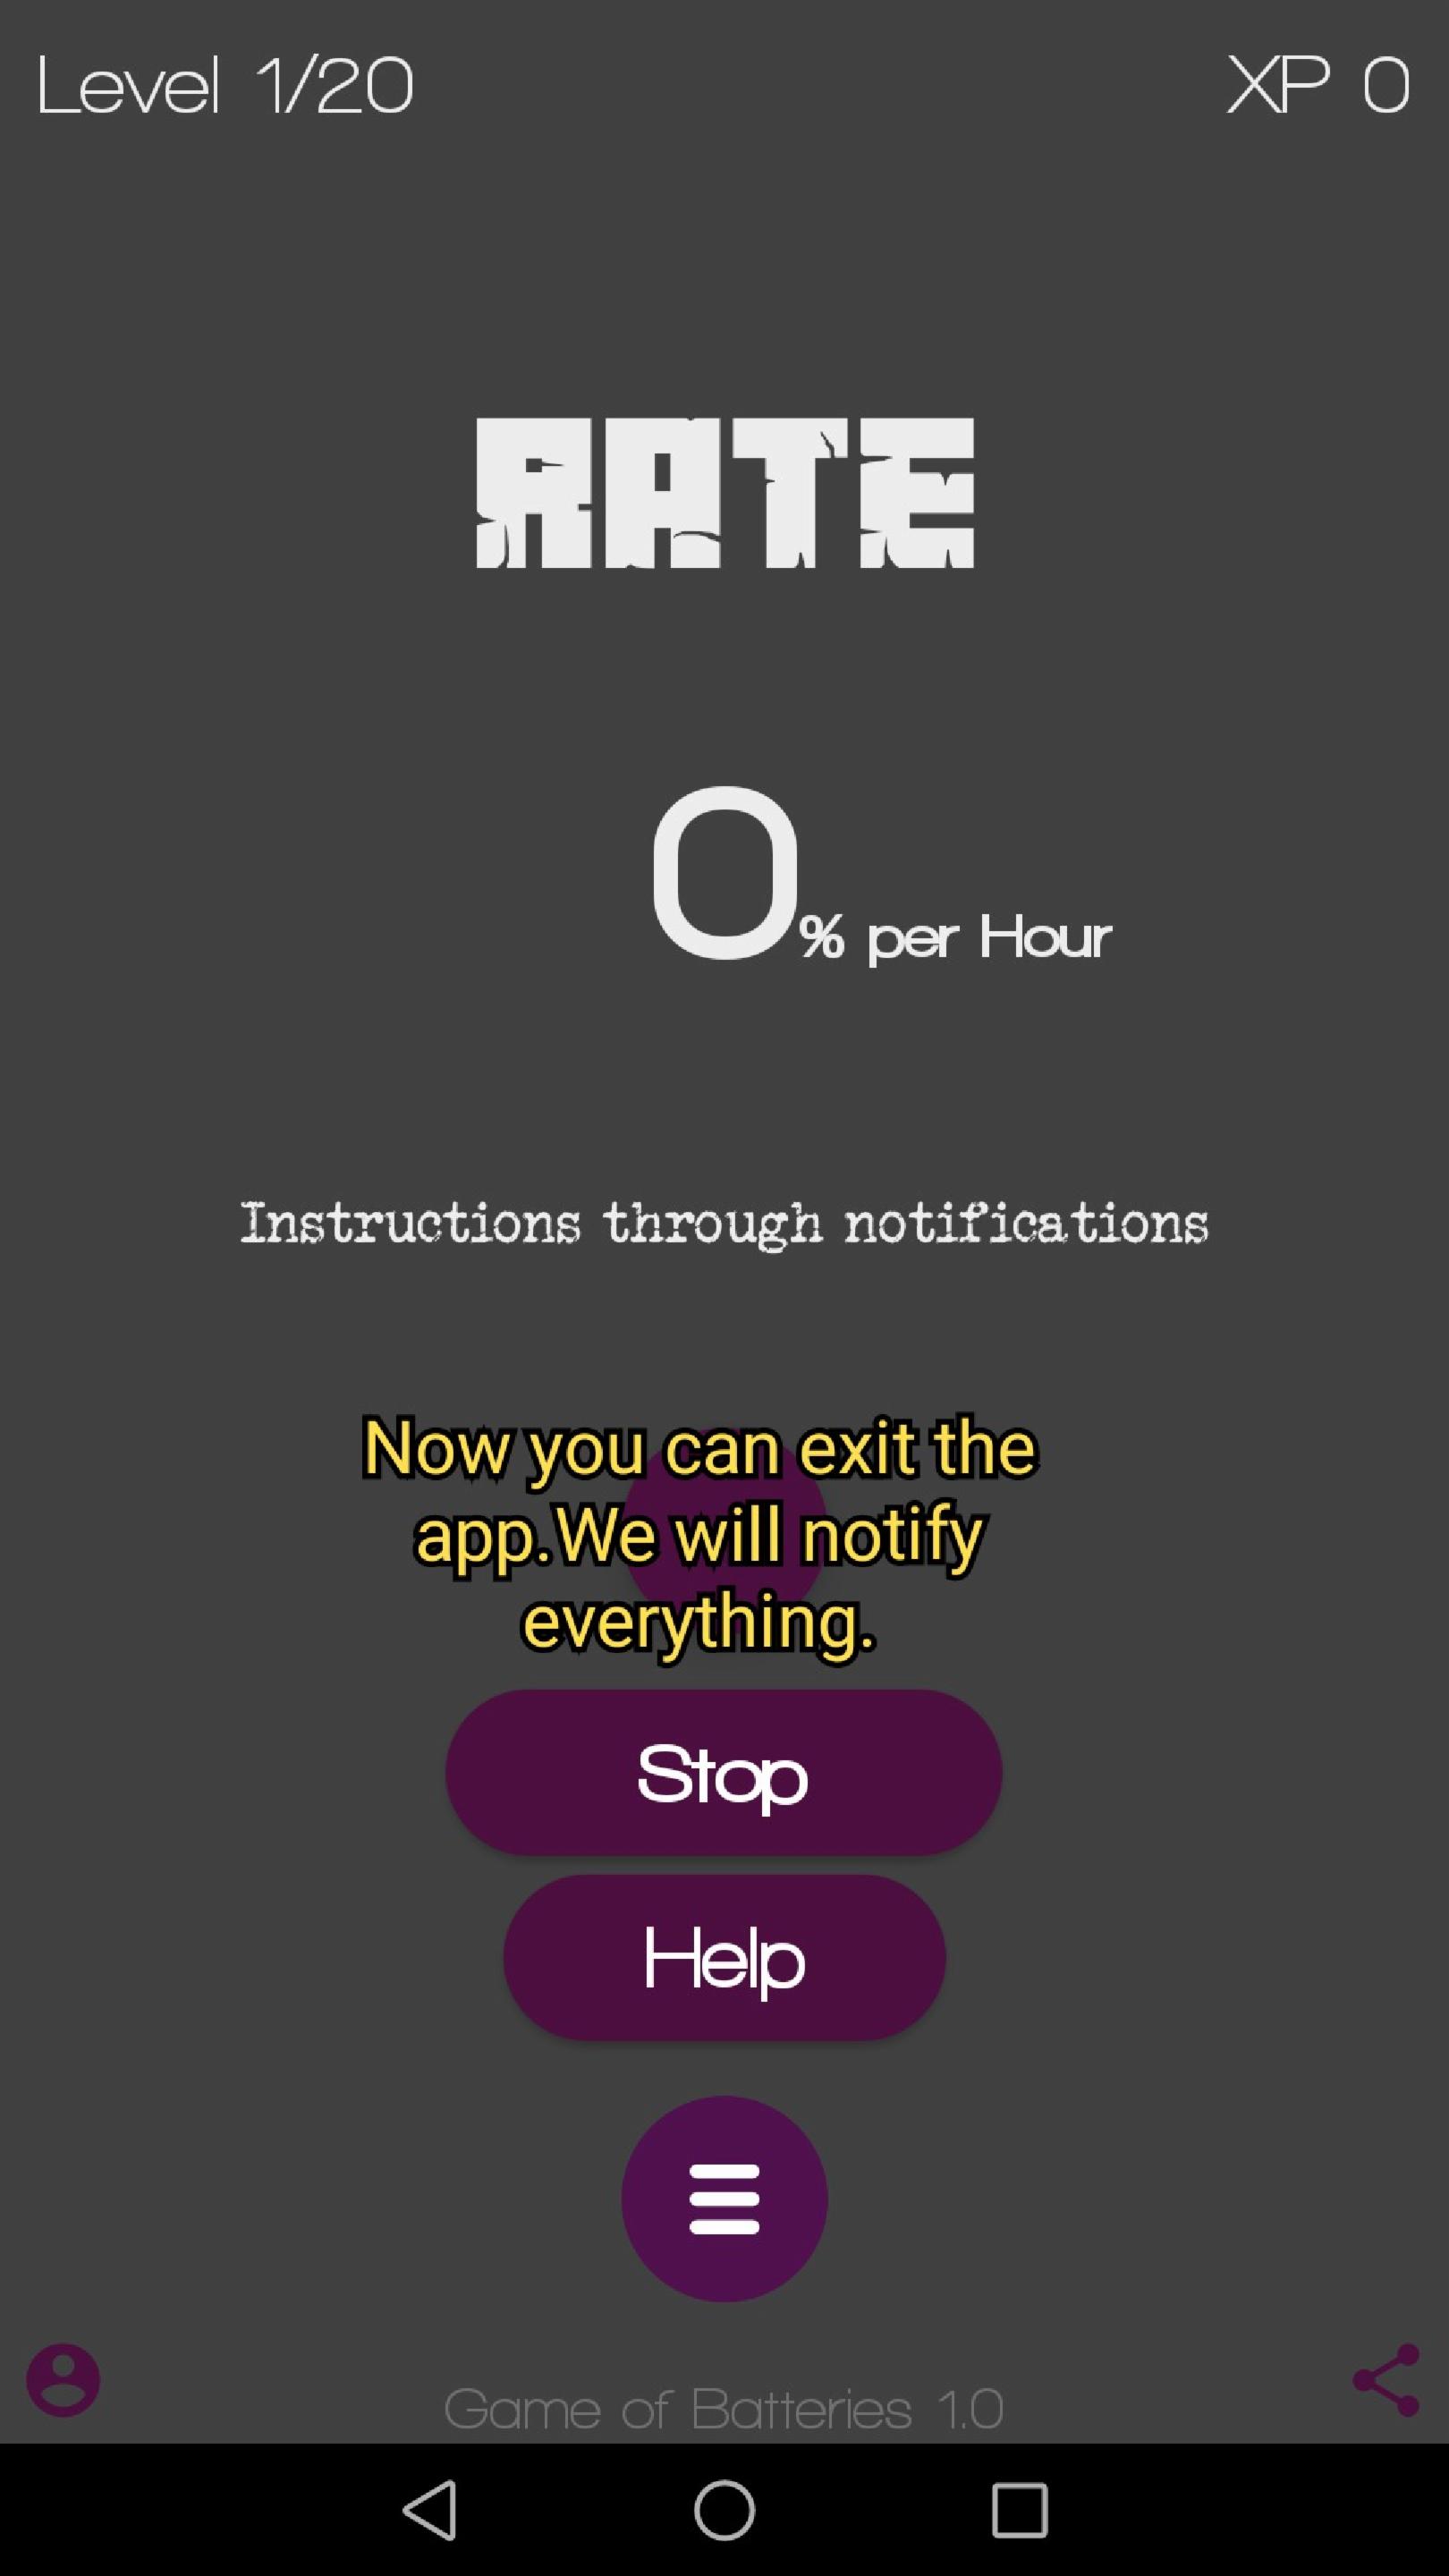 Level 1/20
XP 0
RATE
0% per Hour
Instructions through notifications
Now you can exit the
app.We will notify
everything.
Stop
Help
Game of Batteries 1.0